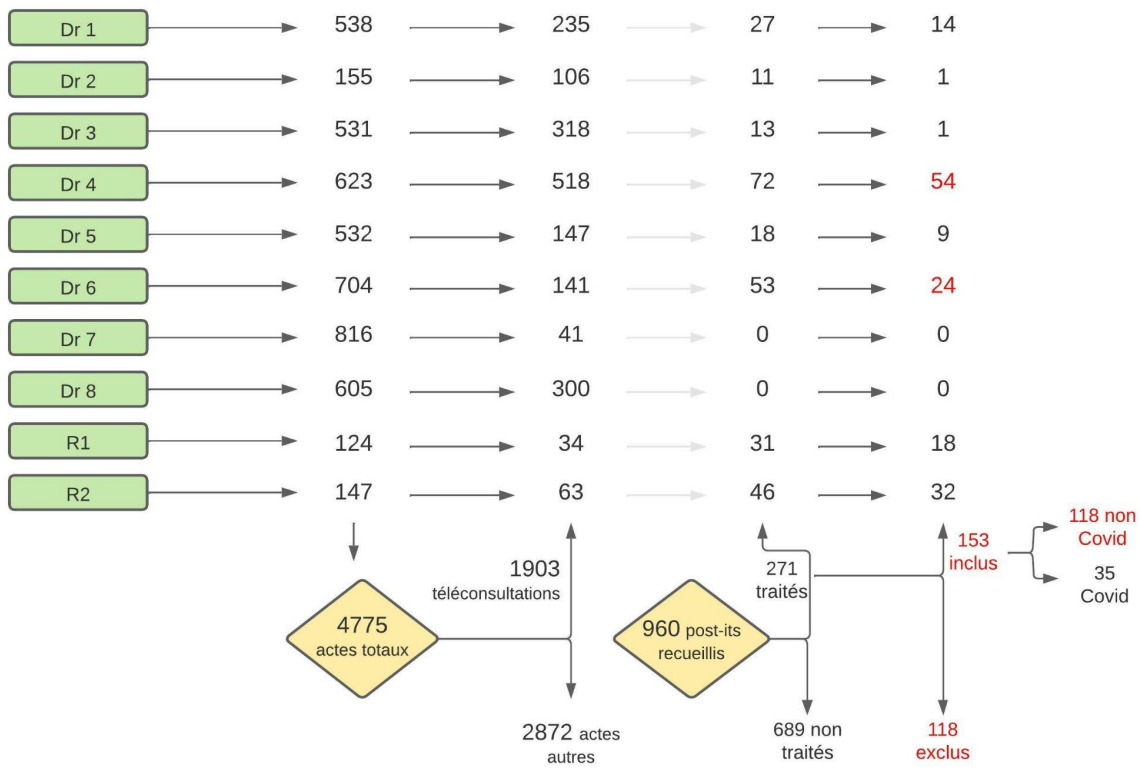 Dr 1 538 235 27 14
Dr 2 155 106 11 1
Dr 3 531 318 13 1
Dr 4 623 518 72 54
Dr 5 532 147 18 9
Dr 6 704 141 53 24
Dr 7 816 41 0 0
Dr 8 605 300 0 0
R1 124 34 31 18
R2 147 63 46 32
4775
actes totaux
1903
téléconsultations
2872 actes
autres
960 post-its
recueillis
271
traités
689 non
traités
153
inclus
118
exclus
118 non
Covid
35
Covid